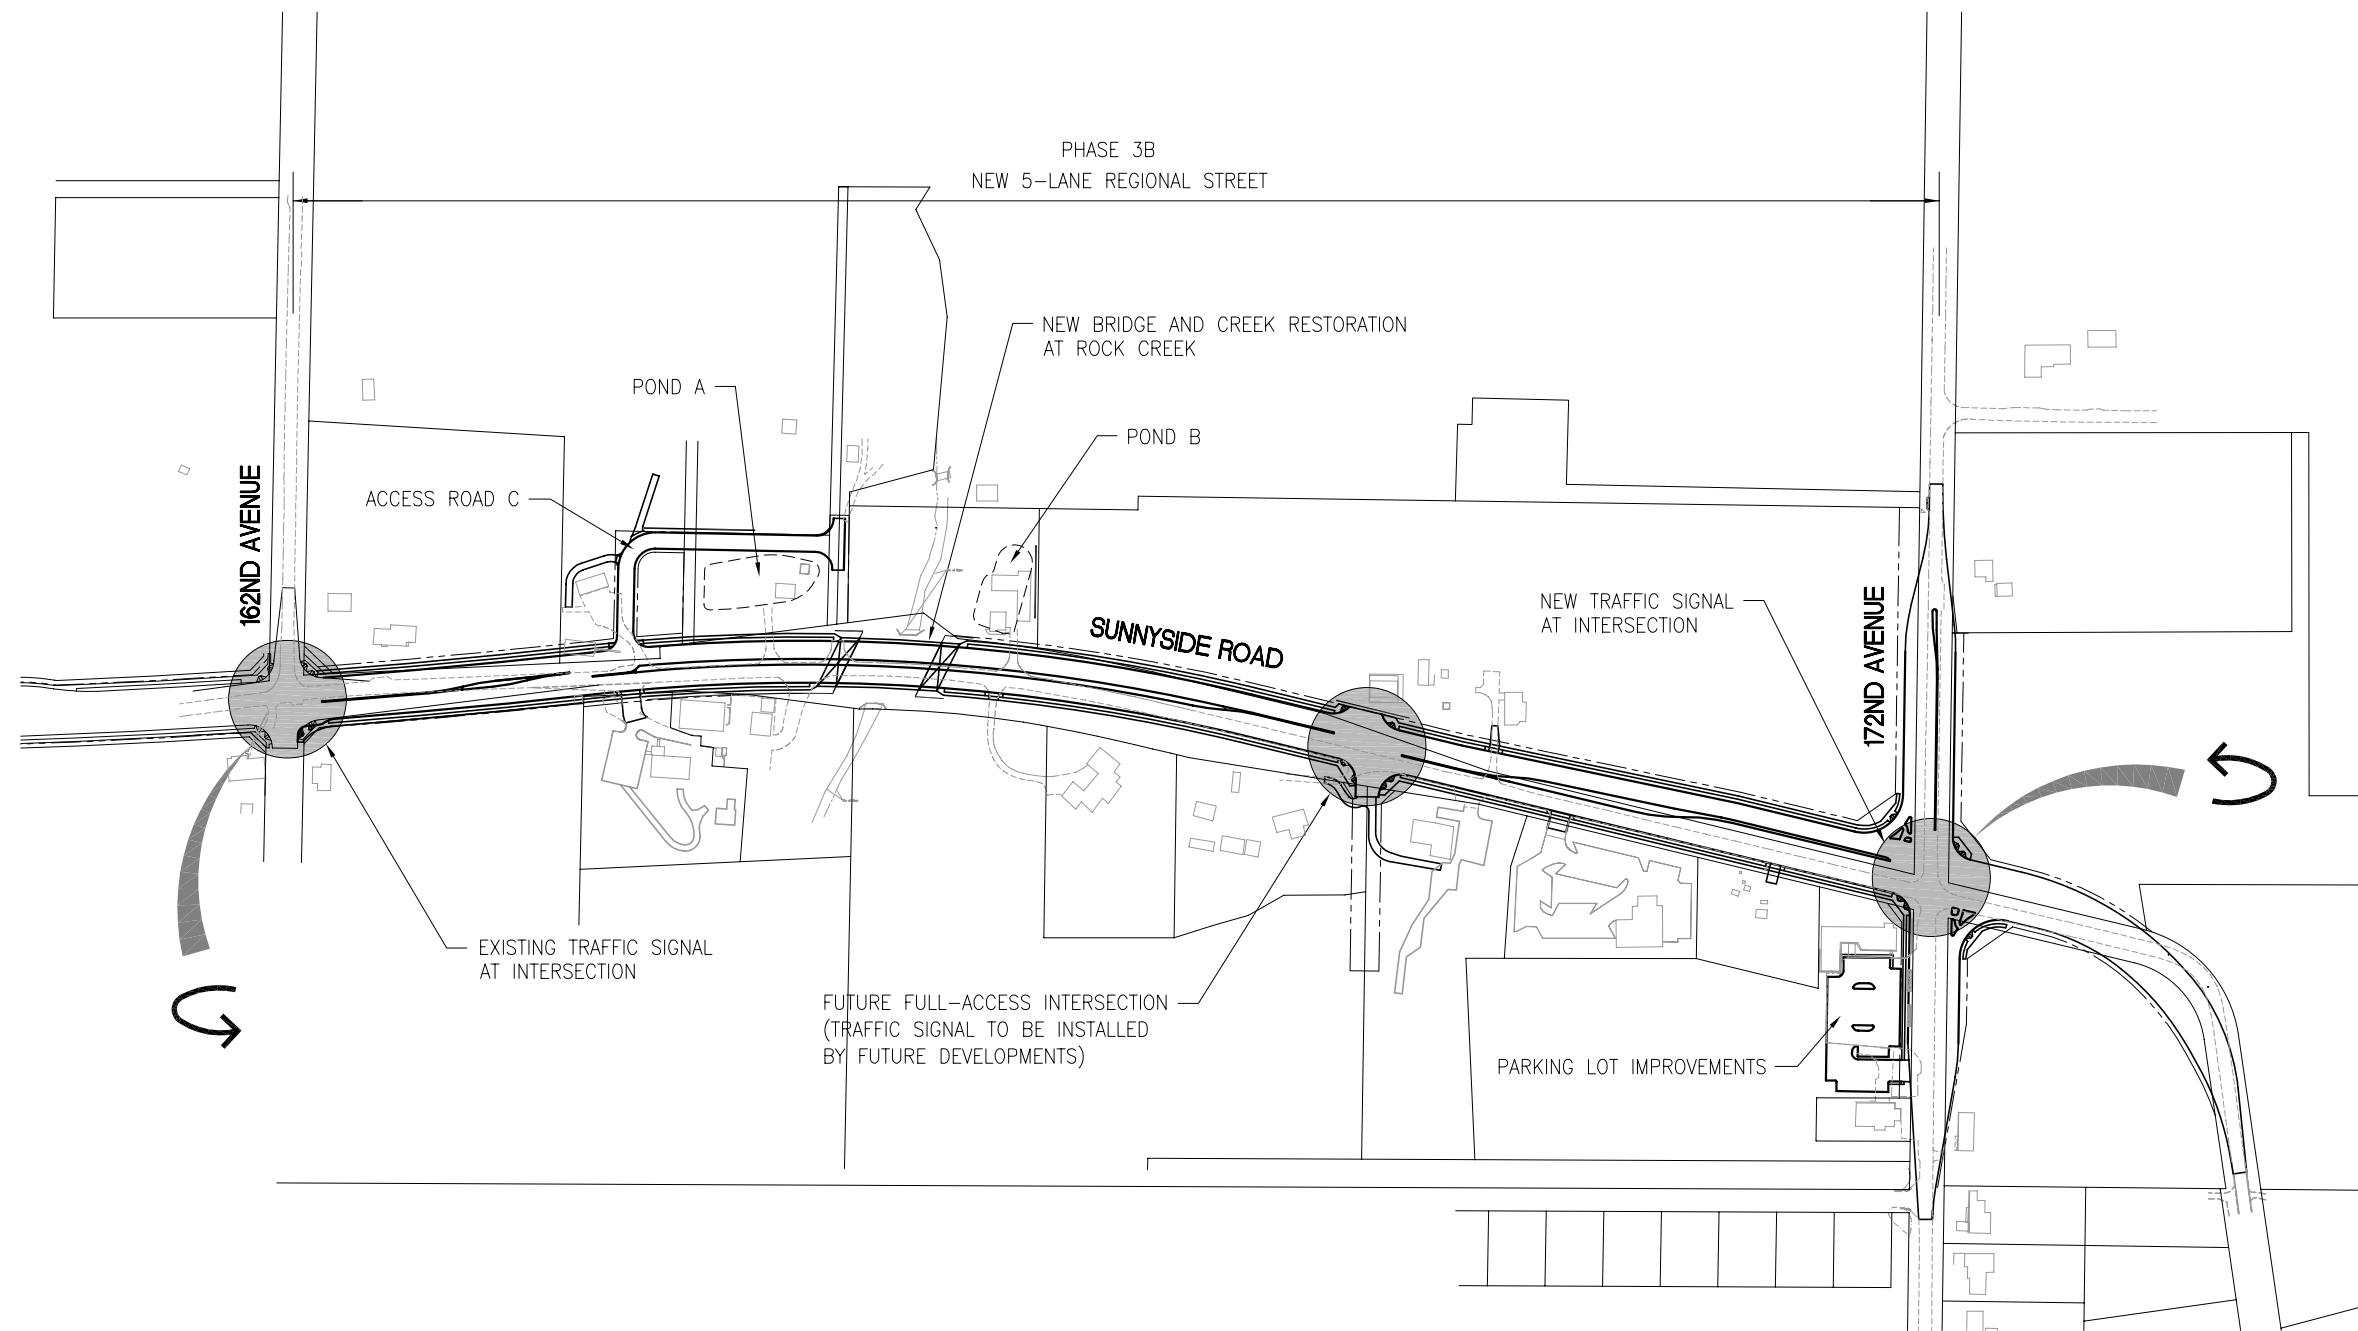 PHASE 3B
NEW 5-LANE REGIONAL STREET
NEW BRIDGE AND CREEK RESTORATION
AT ROCK CREEK
POND A
POND B
162ND AVENUE
ACCESS ROAD C
SUNNYSIDE ROAD
NEW TRAFFIC SIGNAL
AT INTERSECTION
172ND AVENUE
EXISTING TRAFFIC SIGNAL
AT INTERSECTION
FUTURE FULL-ACCESS INTERSECTION
(TRAFFIC SIGNAL TO BE INSTALLED
BY FUTURE DEVELOPMENTS)
PARKING LOT IMPROVEMENTS